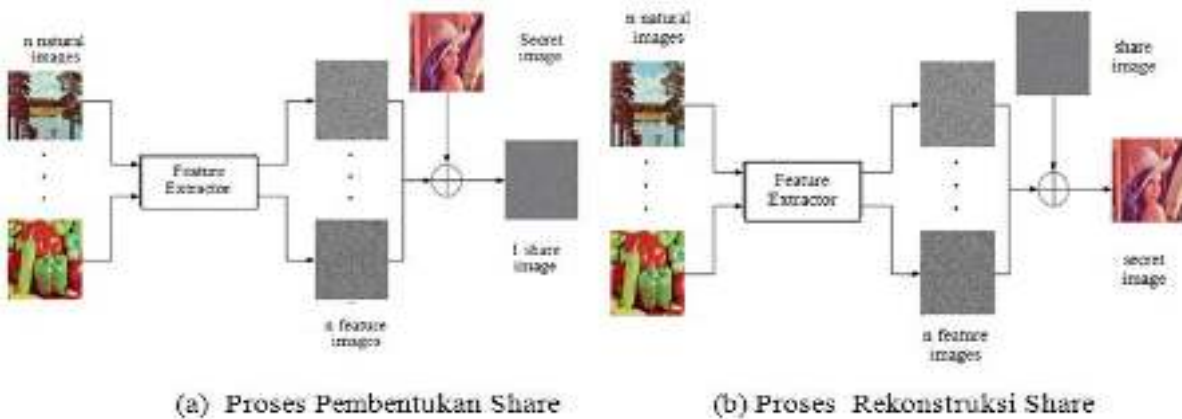 n natural
images
Secret
image
Feature
Extractor
1 share
image
n feature
images
(a) Proses Pembentukan Share
n natural
images
share
image
Feature
Extractor
secret
image
n feature
images
(b) Proses Rekonstruksi Share